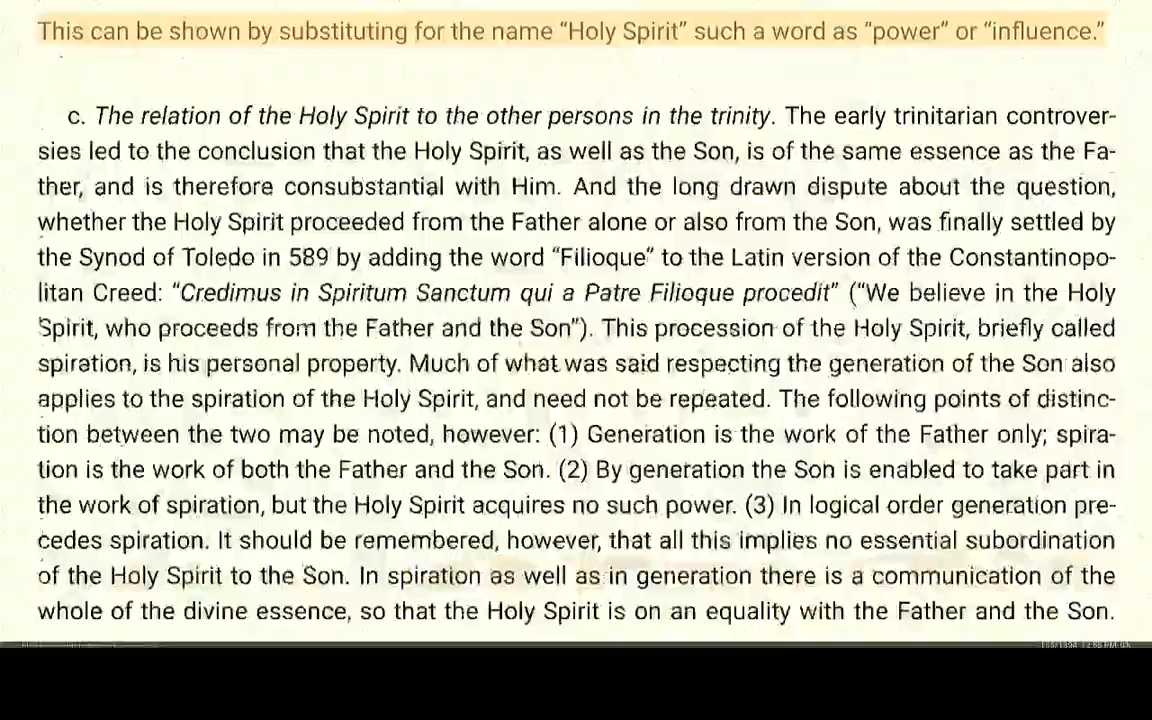 This can be shown by substituting for the name “Holy Spirit” such a word as “power” or “influence.”
c. The relation of the Holy Spirit to the other persons in the trinity. The early trinitarian controver-
sies led to the conclusion that the Holy Spirit, as well as the Son, is of the same essence as the Fa-
ther, and is therefore consubstantial with Him. And the long drawn dispute about the question,
whether the Holy Spirit proceeded from the Father alone or also from the Son, was finally settled by
the Synod of Toledo in 589 by adding the word “Filioque” to the Latin version of the Constantinopo-
litan Creed: “Credimus in Spiritum Sanctum qui a Patre Filioque procedit” (“We believe in the Holy
Spirit, who proceeds from the Father and the Son”). This procession of the Holy Spirit, briefly called
spiration, is his personal property. Much of what was said respecting the generation of the Son also
applies to the spiration of the Holy Spirit, and need not be repeated. The following points of distinc-
tion between the two may be noted, however: (1) Generation is the work of the Father only; spira-
tion is the work of both the Father and the Son. (2) By generation the Son is enabled to take part in
the work of spiration, but the Holy Spirit acquires no such power. (3) In logical order generation pre-
cedes spiration. It should be remembered, however, that all this implies no essential subordination
of the Holy Spirit to the Son. In spiration as well as in generation there is a communication of the
whole of the divine essence, so that the Holy Spirit is on an equality with the Father and the Son.